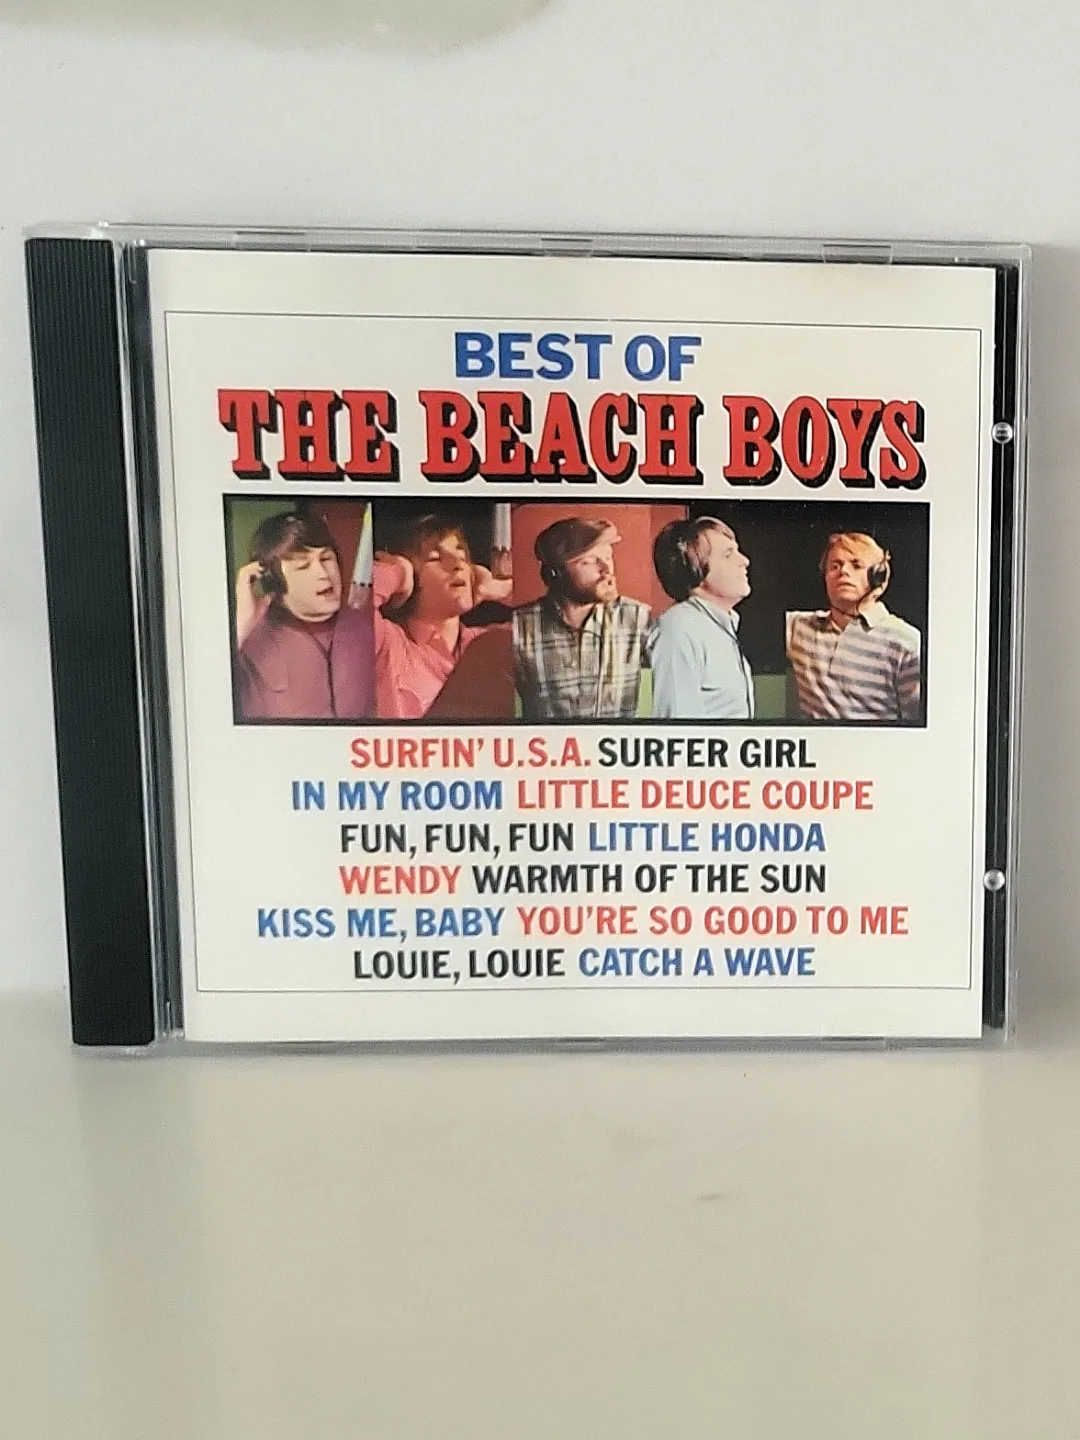 BEST OF
THE BEACH BOYS
SURFIN' U.S.A. SURFER GIRL
IN MY ROOM LITTLE DEUCE COUPE
FUN, FUN, FUN LITTLE HONDA
WENDY WARMTH OF THE SUN
KISS ME, BABY YOU'RE SO GOOD TO ME
LOUIE, LOUIE CATCH A WAVE